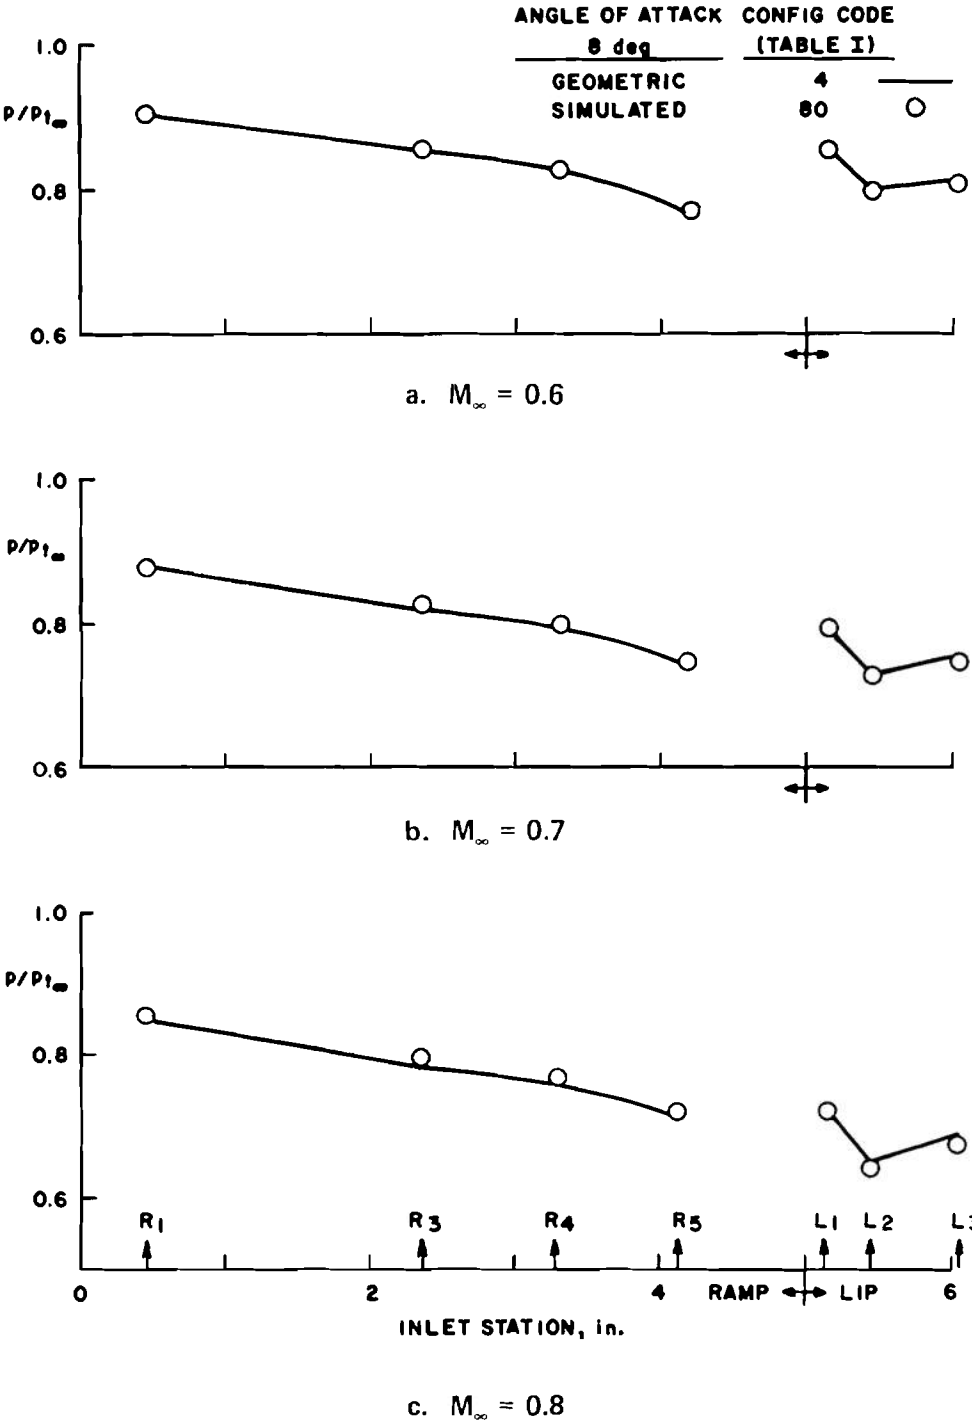 ANGLE OF ATTACK CONFIG CODE
8 deg (TABLE I)
GEOMETRIC 4
SIMULATED 80
1.0
p/pt∞
0.8
0.6
a. M∞ = 0.6
1.0
p/pt∞
0.8
0.6
b. M∞ = 0.7
1.0
p/pt∞
0.8
0.6
R1 R3 R4 R5 L1 L2 L3
0 2 4 RAMP LIP 6
INLET STATION, in.
c. M∞ = 0.8